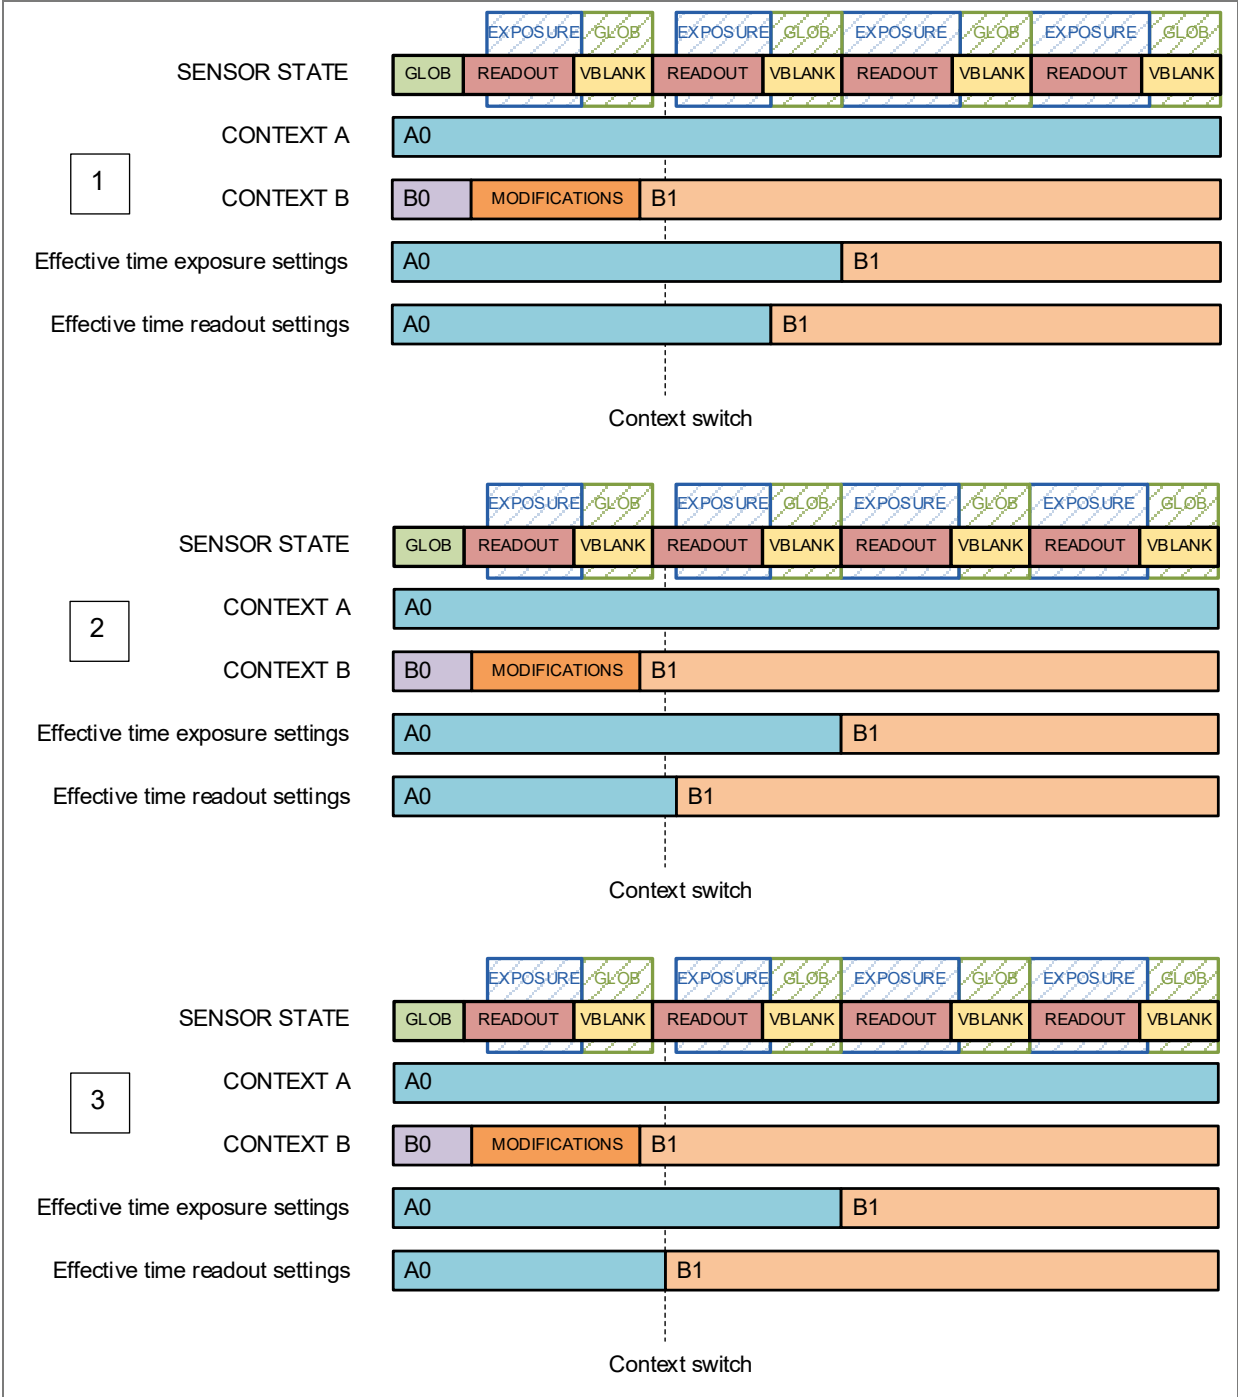 EXPOSURE GLOB EXPOSURE GLOB EXPOSURE GLOB EXPOSURE GLOB
SENSOR STATE GLOB READOUT VBLANK READOUT VBLANK READOUT VBLANK READOUT VBLANK
CONTEXT A A0
1
CONTEXT B B0 MODIFICATIONS B1
Effective time exposure settings A0 B1
Effective time readout settings A0 B1
Context switch
EXPOSURE GLOB EXPOSURE GLOB EXPOSURE GLOB EXPOSURE GLOB
SENSOR STATE GLOB READOUT VBLANK READOUT VBLANK READOUT VBLANK READOUT VBLANK
CONTEXT A A0
2
CONTEXT B B0 MODIFICATIONS B1
Effective time exposure settings A0 B1
Effective time readout settings A0 B1
Context switch
EXPOSURE GLOB EXPOSURE GLOB EXPOSURE GLOB EXPOSURE GLOB
SENSOR STATE GLOB READOUT VBLANK READOUT VBLANK READOUT VBLANK READOUT VBLANK
CONTEXT A A0
3
CONTEXT B B0 MODIFICATIONS B1
Effective time exposure settings A0 B1
Effective time readout settings A0 B1
Context switch